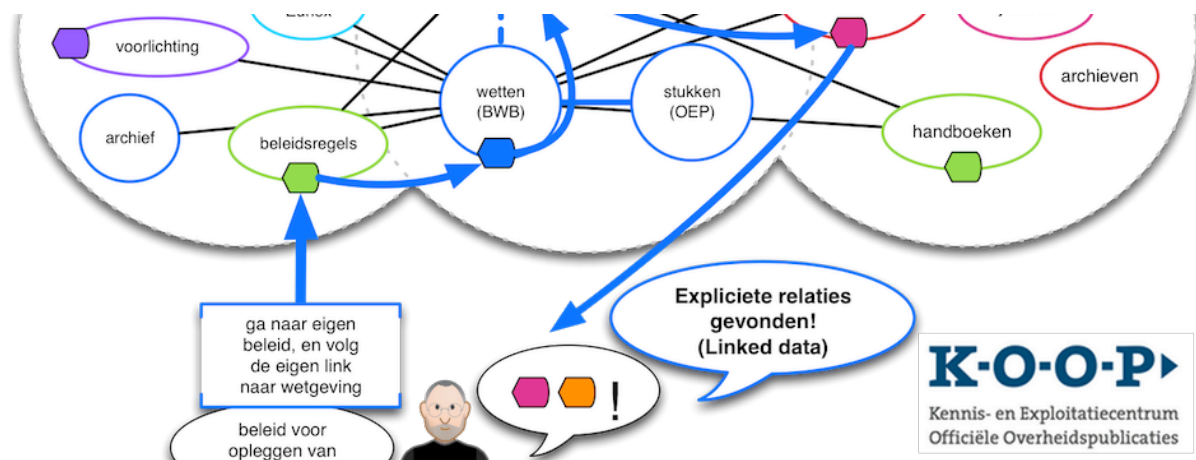 voorlichting
archief
beleidsregels
wetten
(BWB)
stukken
(OEP)
archieven
handboeken
ga naar eigen
beleid, en volg
de eigen link
naar wetgeving
beleid voor
opleggen van
!
Expliciete relaties
gevonden!
(Linked data)
K-O-O-P
Kennis- en Exploitatiecentrum
Officiële Overheidspublicaties